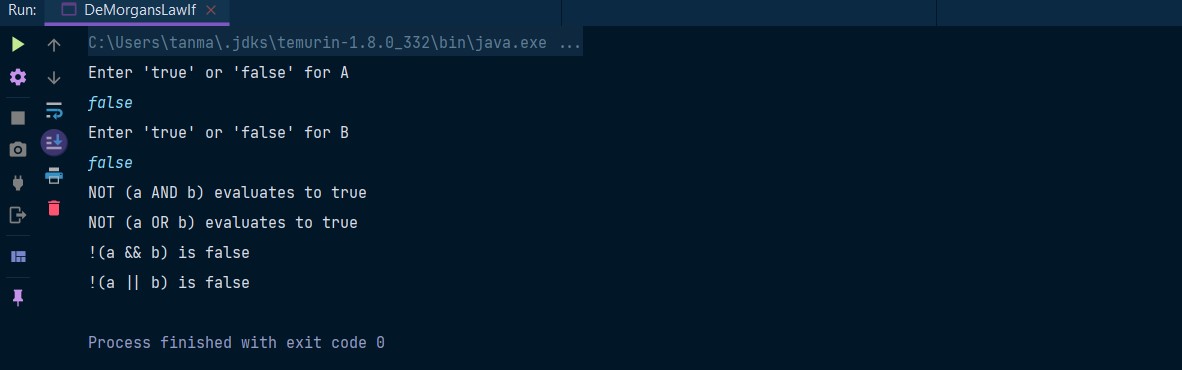 Run: DeMorgansLawIf
C:\Users\tanma\.jdks\temurin-1.8.0_332\bin\java.exe ...
Enter 'true' or 'false' for A
false
Enter 'true' or 'false' for B
false
NOT (a AND b) evaluates to true
NOT (a OR b) evaluates to true
!(a && b) is false
!(a || b) is false
Process finished with exit code 0